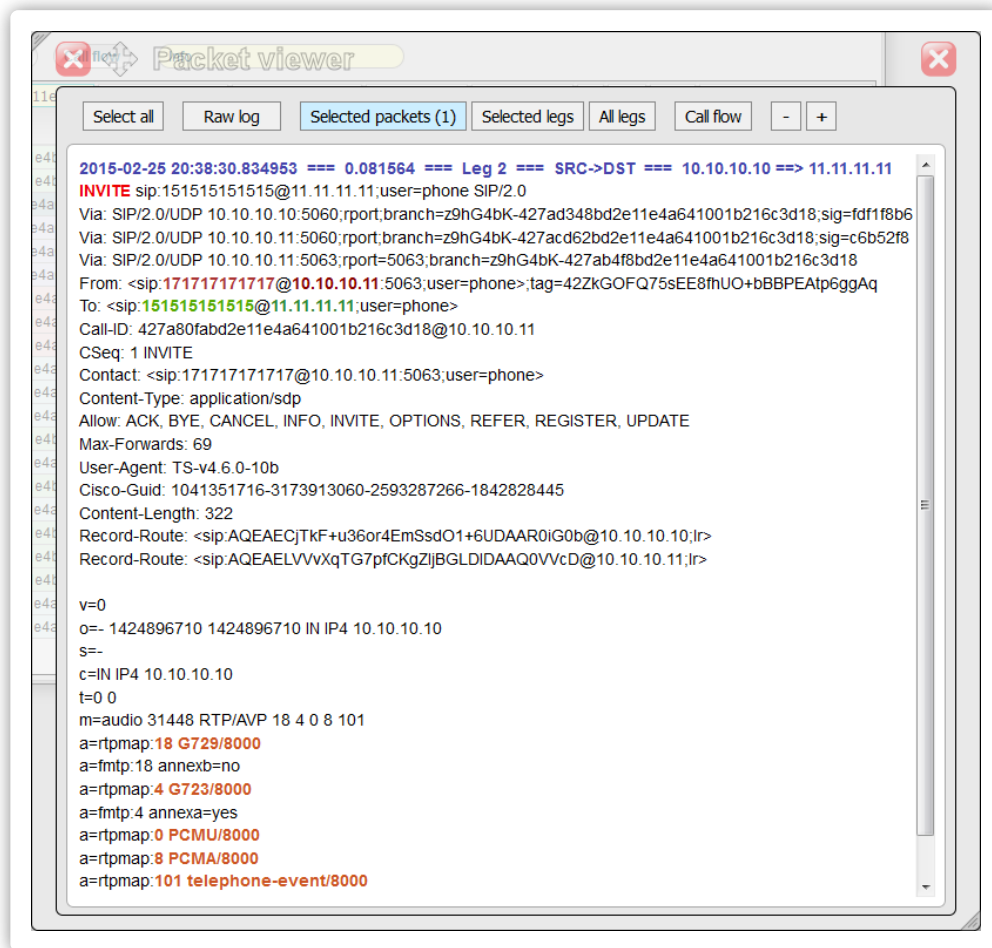 Packet viewer
Select all Raw log Selected packets (1) Selected legs All legs Call flow - +
2015-02-25 20:38:30.834953 === 0.081564 === Leg 2 === SRC->DST === 10.10.10.10 ==> 11.11.11.11
INVITE sip:151515151515@11.11.11.11;user=phone SIP/2.0
Via: SIP/2.0/UDP 10.10.10.10:5060;rport;branch=z9hG4bK-427ad348bd2e11e4a641001b216c3d18;sig=fdf1f8b6
Via: SIP/2.0/UDP 10.10.10.11:5060;rport;branch=z9hG4bK-427acd62bd2e11e4a641001b216c3d18;sig=c6b52f8
Via: SIP/2.0/UDP 10.10.10.11:5063;rport=5063;branch=z9hG4bK-427ab4f8bd2e11e4a641001b216c3d18
From: <sip:171717171717@10.10.10.11:5063;user=phone>;tag=42ZkGOFQ75sEE8fhUO+bBBPEAtp6ggAq
To: <sip:151515151515@11.11.11.11;user=phone>
Call-ID: 427a80fabd2e11e4a641001b216c3d18@10.10.10.11
CSeq: 1 INVITE
Contact: <sip:171717171717@10.10.10.11:5063;user=phone>
Content-Type: application/sdp
Allow: ACK, BYE, CANCEL, INFO, INVITE, OPTIONS, REFER, REGISTER, UPDATE
Max-Forwards: 69
User-Agent: TS-v4.6.0-10b
Cisco-Guid: 1041351716-3173913060-2593287266-1842828445
Content-Length: 322
Record-Route: <sip:AQEAECjTkF+u36or4EmSsdO1+6UDAAR0iG0b@10.10.10.10;lr>
Record-Route: <sip:AQEAELVVvXqTG7pfCKgZljBGLDlDAAQ0VVcD@10.10.10.11;lr>
v=0
o=- 1424896710 1424896710 IN IP4 10.10.10.10
s=-
c=IN IP4 10.10.10.10
t=0 0
m=audio 31448 RTP/AVP 18 4 0 8 101
a=rtpmap:18 G729/8000
a=fmtp:18 annexb=no
a=rtpmap:4 G723/8000
a=fmtp:4 annexa=yes
a=rtpmap:0 PCMU/8000
a=rtpmap:8 PCMA/8000
a=rtpmap:101 telephone-event/8000